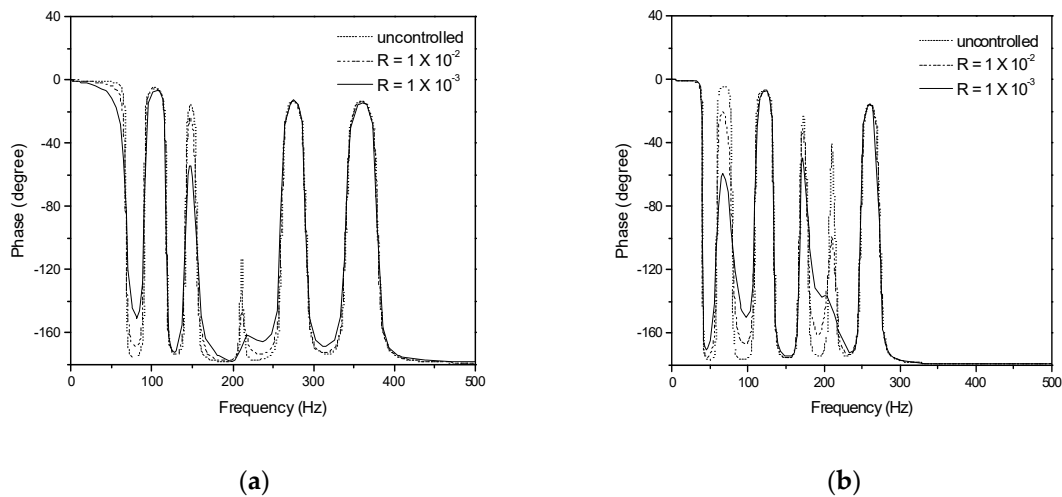 40
0
-40
-80
-120
-160
Phase (degree)
0 100 200 300 400 500
Frequency (Hz)
uncontrolled
R = 1 X 10⁻²
R = 1 X 10⁻³
(a)
40
0
-40
-80
-120
-160
Phase (degree)
0 100 200 300 400 500
Frequency (Hz)
uncontrolled
R = 1 X 10⁻²
R = 1 X 10⁻³
(b)